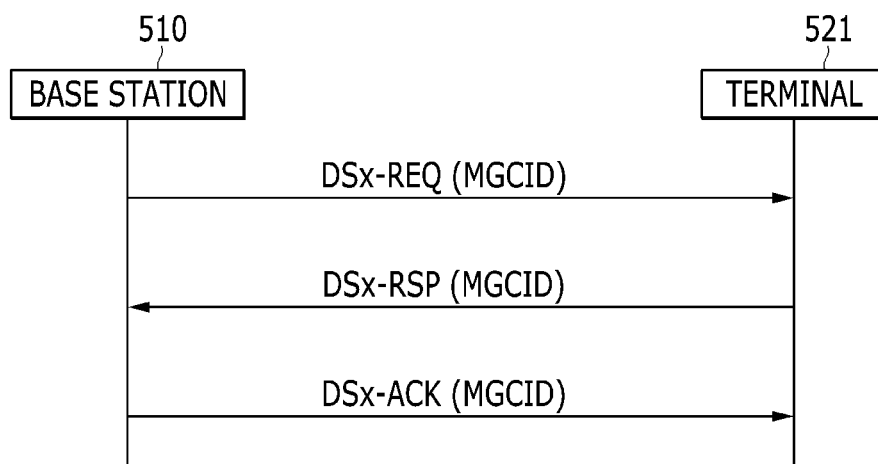 510
521
BASE STATION
TERMINAL
DSx-REQ (MGCID)
DSx-RSP (MGCID)
DSx-ACK (MGCID)